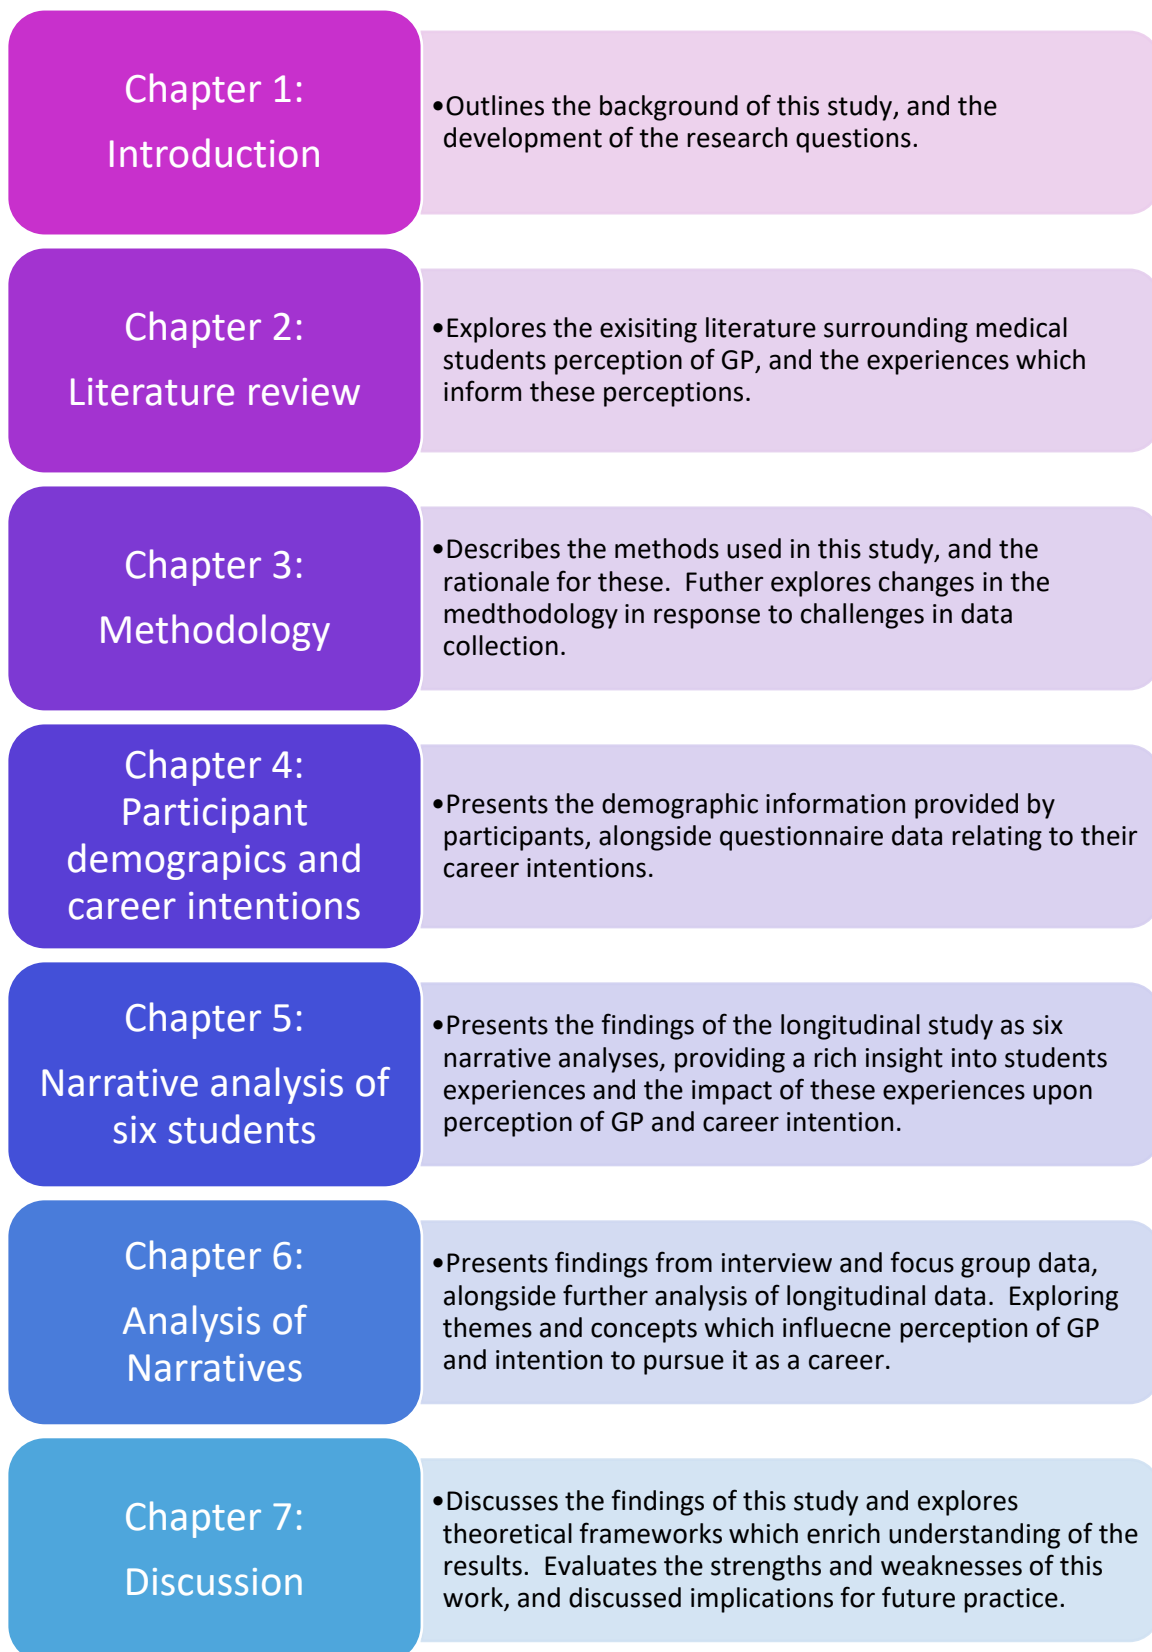 Chapter 1:
Introduction
•Outlines the background of this study, and the
development of the research questions.
Chapter 2:
Literature review
•Explores the exisiting literature surrounding medical
students perception of GP, and the experiences which
inform these perceptions.
Chapter 3:
Methodology
•Describes the methods used in this study, and the
rationale for these.  Futher explores changes in the
medthodology in response to challenges in data
collection.
Chapter 4:
Participant
demograpics and
career intentions
•Presents the demographic information provided by
participants, alongside questionnaire data relating to their
career intentions.
Chapter 5:
Narrative analysis of
six students
•Presents the findings of the longitudinal study as six
narrative analyses, providing a rich insight into students
experiences and the impact of these experiences upon
perception of GP and career intention.
Chapter 6:
Analysis of
Narratives
•Presents findings from interview and focus group data,
alongside further analysis of longitudinal data.  Exploring
themes and concepts which influecne perception of GP
and intention to pursue it as a career.
Chapter 7:
Discussion
•Discusses the findings of this study and explores
theoretical frameworks which enrich understanding of the
results.  Evaluates the strengths and weaknesses of this
work, and discussed implications for future practice.